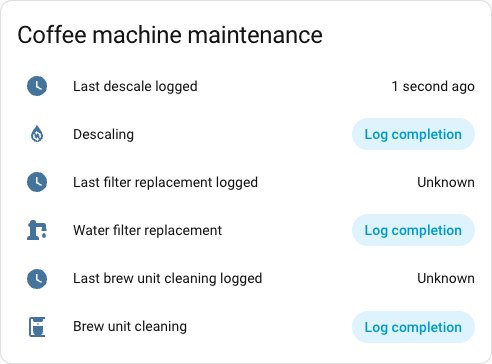 Coffee machine maintenance
Last descale logged 1 second ago
Descaling Log completion
Last filter replacement logged Unknown
Water filter replacement Log completion
Last brew unit cleaning logged Unknown
Brew unit cleaning Log completion